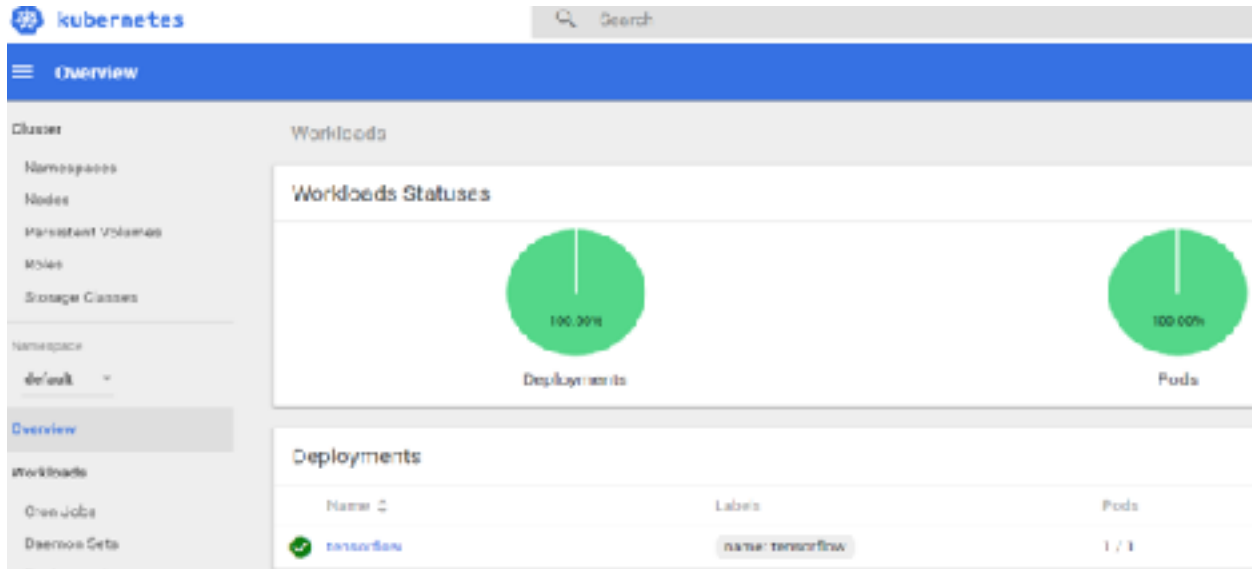 kubernetes
Search
Overview
Cluster
Namespaces
Nodes
Persistent Volumes
Roles
Storage Classes
Namespace
default
Overview
Workloads
Cron Jobs
Daemon Sets
Workloads
Workloads Statuses
100.00%
Deployments
100.00%
Pods
Deployments
Name
Labels
Pods
tensorflow
name: tensorflow
1 / 1